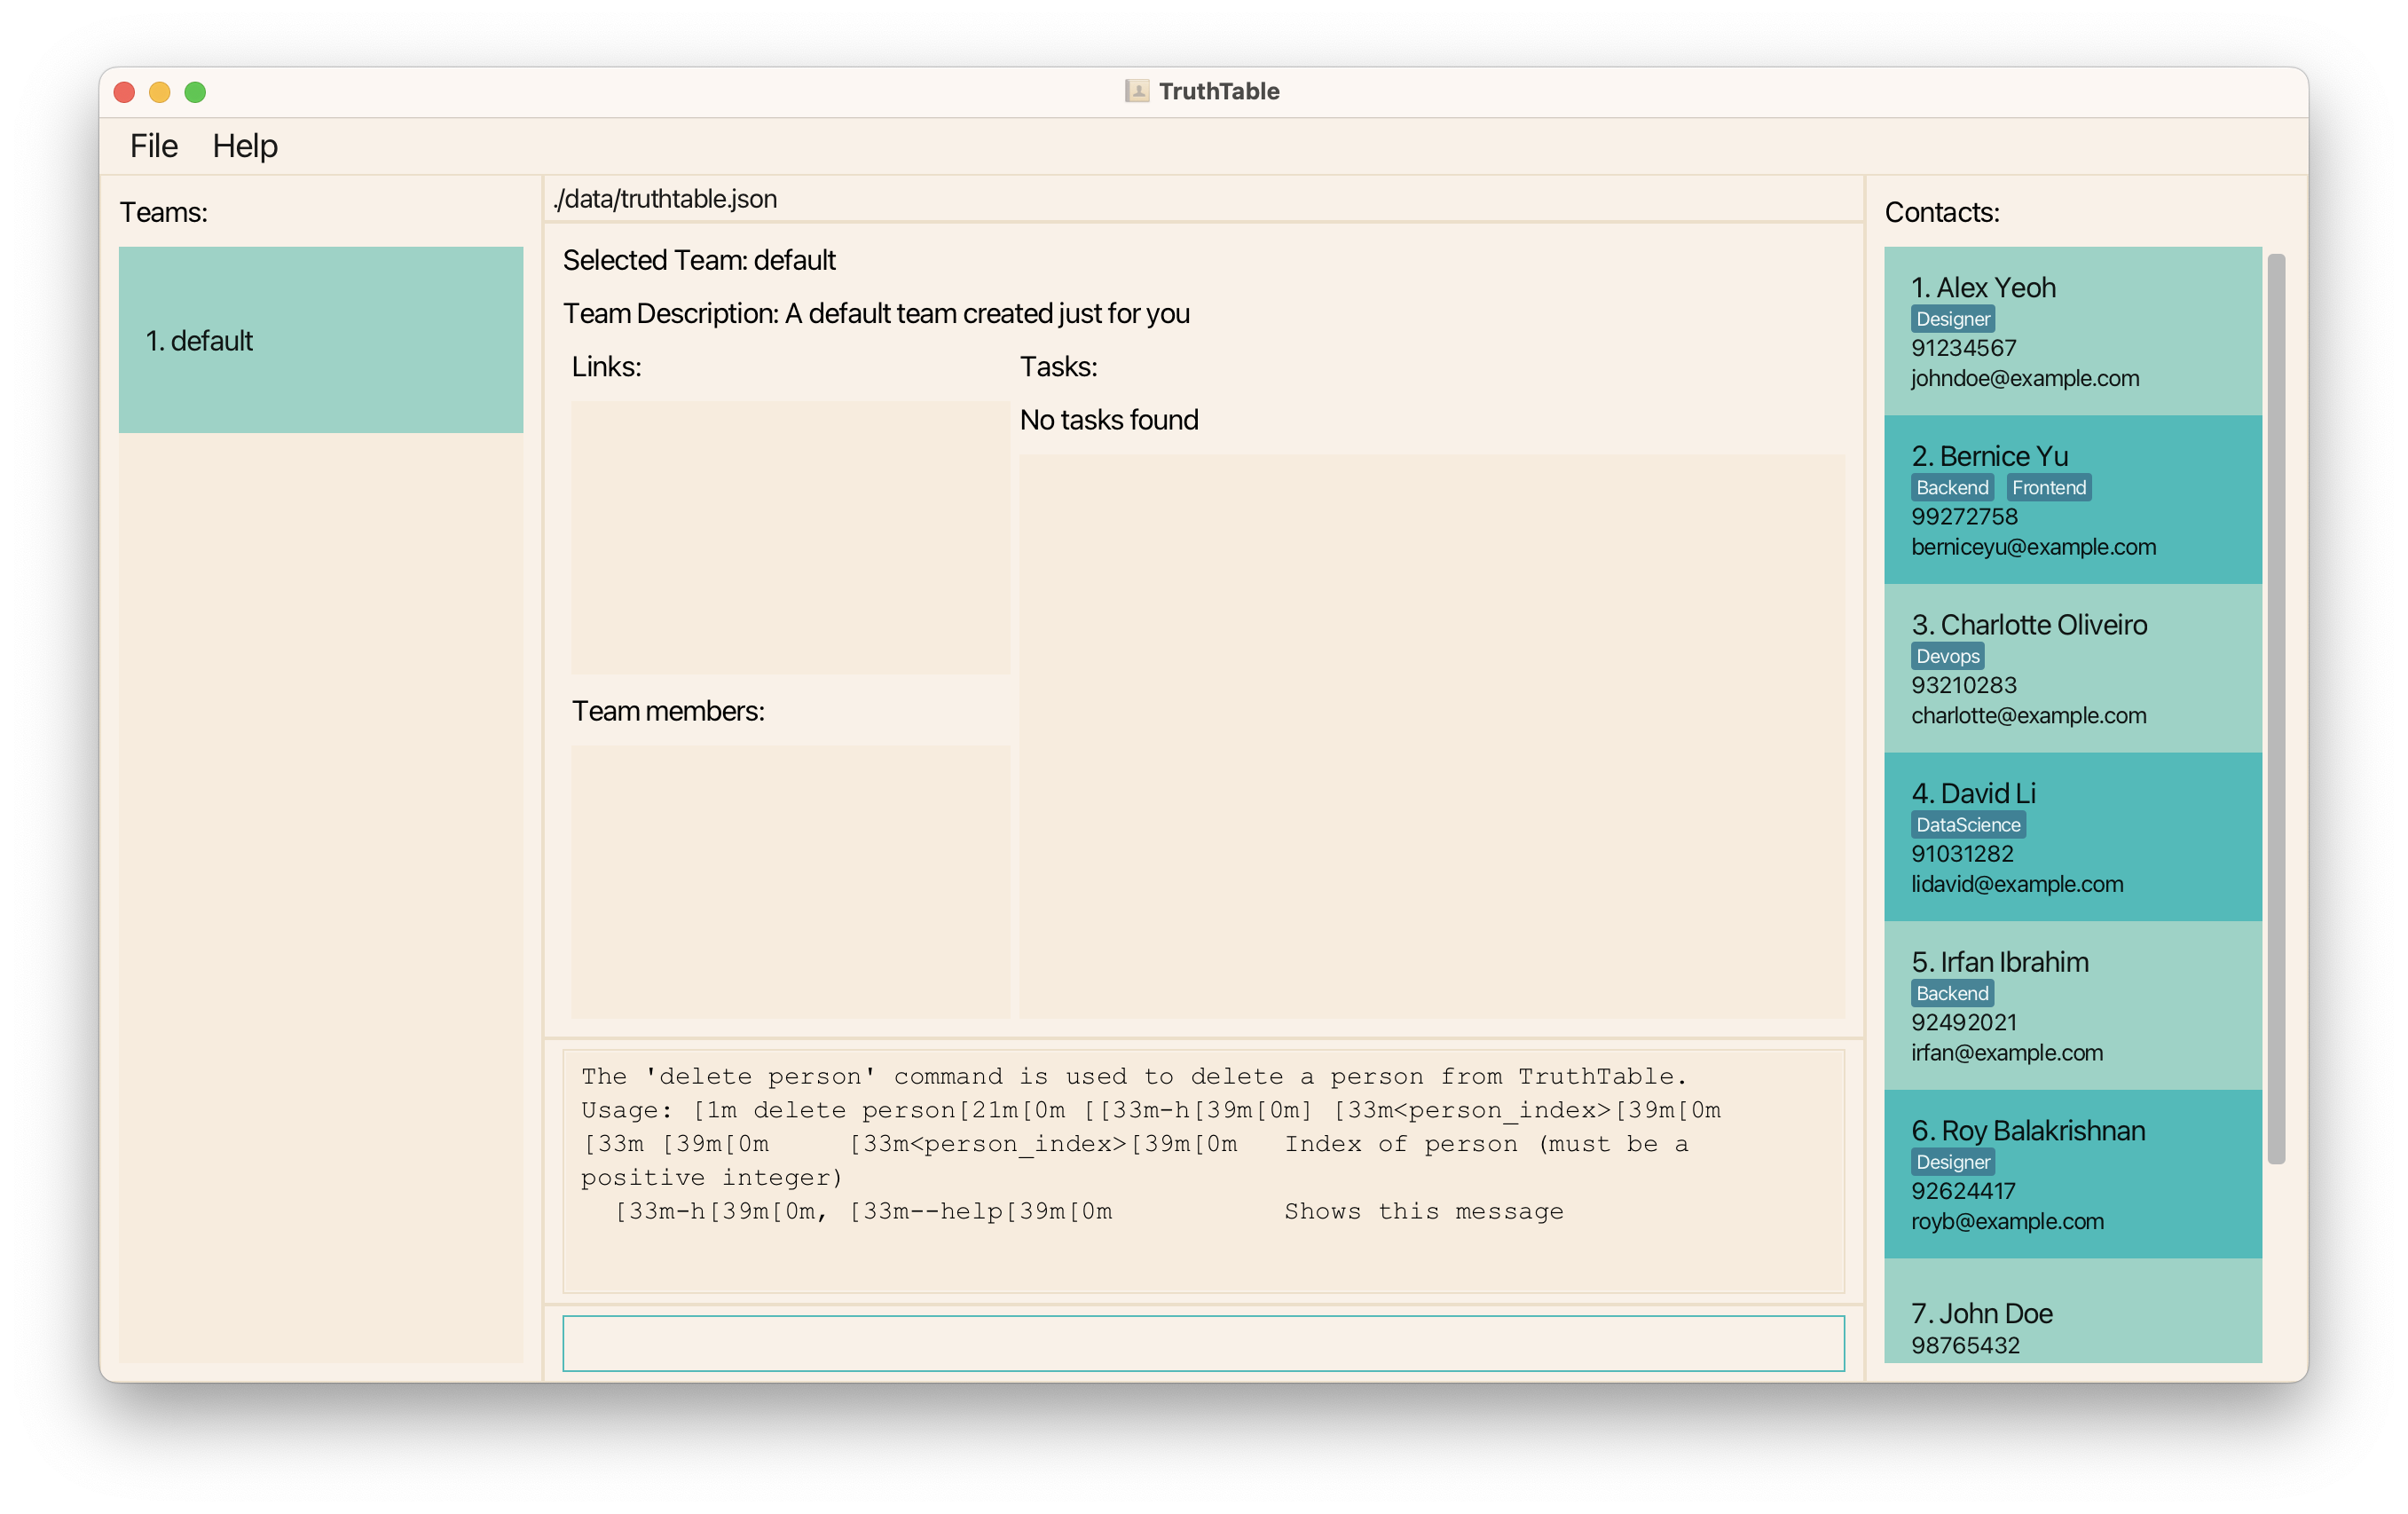 TruthTable
File Help
Teams:
1. default
./data/truthtable.json
Selected Team: default
Team Description: A default team created just for you
Links:
Tasks:
No tasks found
Team members:
The 'delete person' command is used to delete a person from TruthTable.
Usage: [1m delete person[21m[0m [[33m-h[39m[0m] [33m<person_index>[39m[0m
[33m [39m[0m     [33m<person_index>[39m[0m   Index of person (must be a
positive integer)
  [33m-h[39m[0m, [33m--help[39m[0m           Shows this message
Contacts:
1. Alex Yeoh
Designer
91234567
johndoe@example.com
2. Bernice Yu
Backend Frontend
99272758
berniceyu@example.com
3. Charlotte Oliveiro
Devops
93210283
charlotte@example.com
4. David Li
DataScience
91031282
lidavid@example.com
5. Irfan Ibrahim
Backend
92492021
irfan@example.com
6. Roy Balakrishnan
Designer
92624417
royb@example.com
7. John Doe
98765432